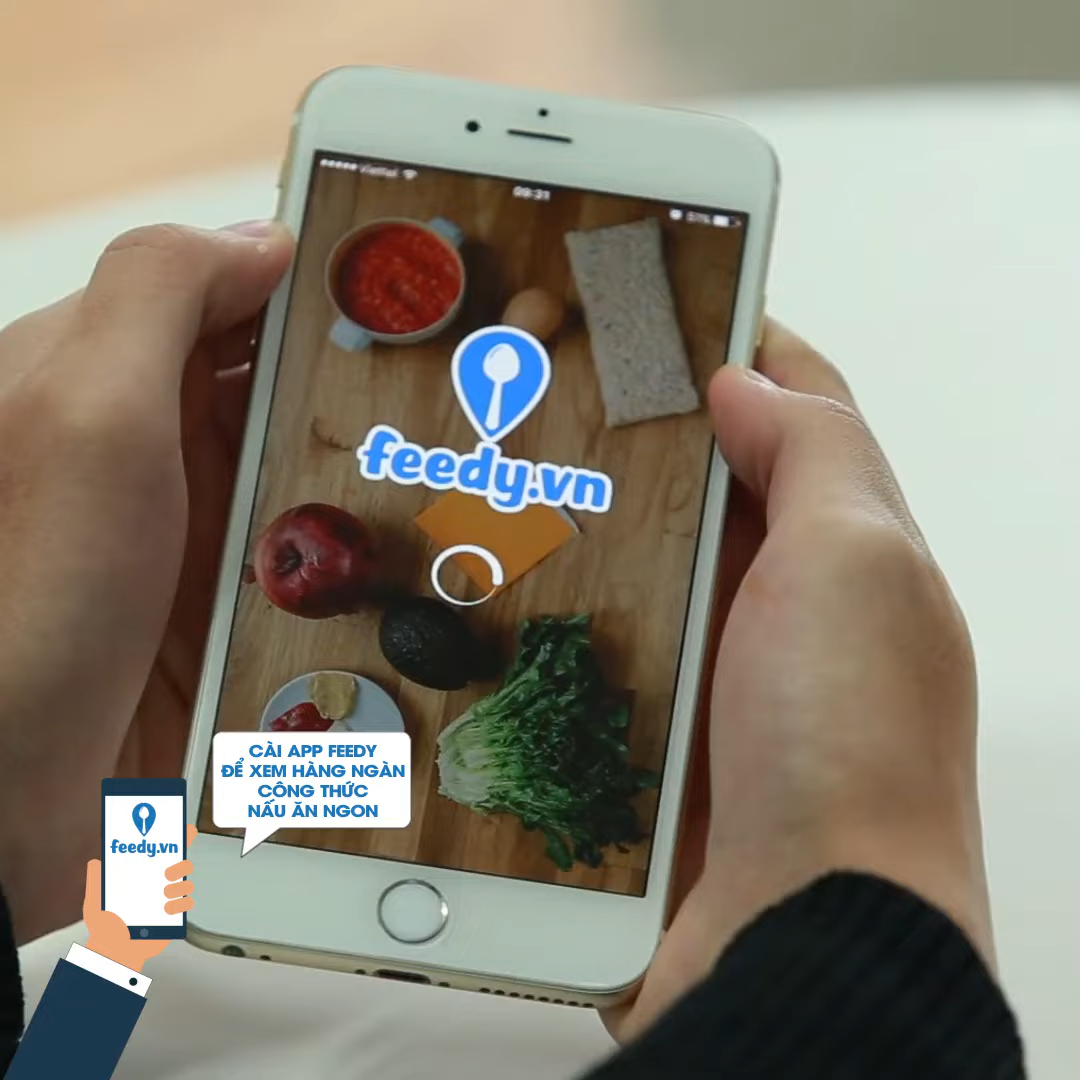 Viettel
09:31
51%
feedy.vn
CÀI APP FEEDY
ĐỂ XEM HÀNG NGÀN
CÔNG THỨC
NẤU ĂN NGON
feedy.vn